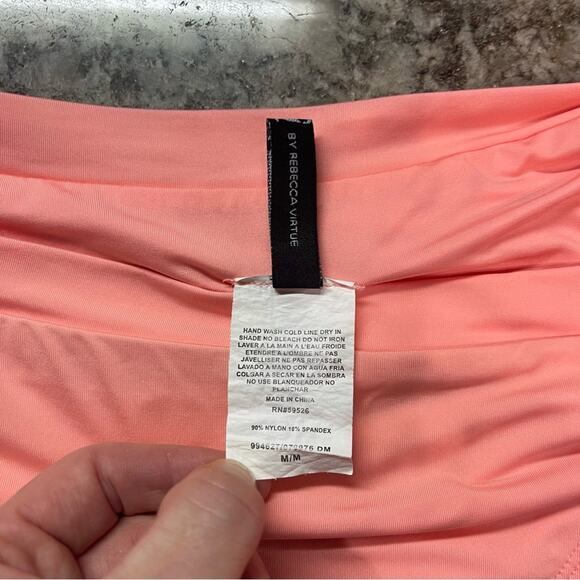 BY REBECCA VIRTUE
HAND WASH COLD LINE DRY IN
SHADE NO BLEACH DO NOT IRON
LAVER A LA MAIN A L'EAU FROIDE
ETENDRE A L'OMBRE NE PAS
JAVELLISER NE PAS REPASSER
LAVADO A MANO CON AGUA FRIA
COLGAR A SECAR EN LA SOMBRA
NO USE BLANQUEADOR NO
PLANCHAR
MADE IN CHINA
RN#59526
90% NYLON 10% SPANDEX
DM
M/M